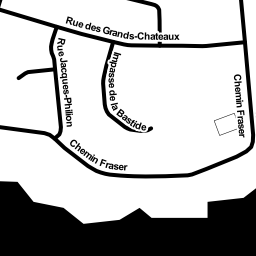 Rue des Grands-Chateaux
Rue Jacques-Philion
Impasse de la Bastide
Chemin Fraser
Chemin Fraser